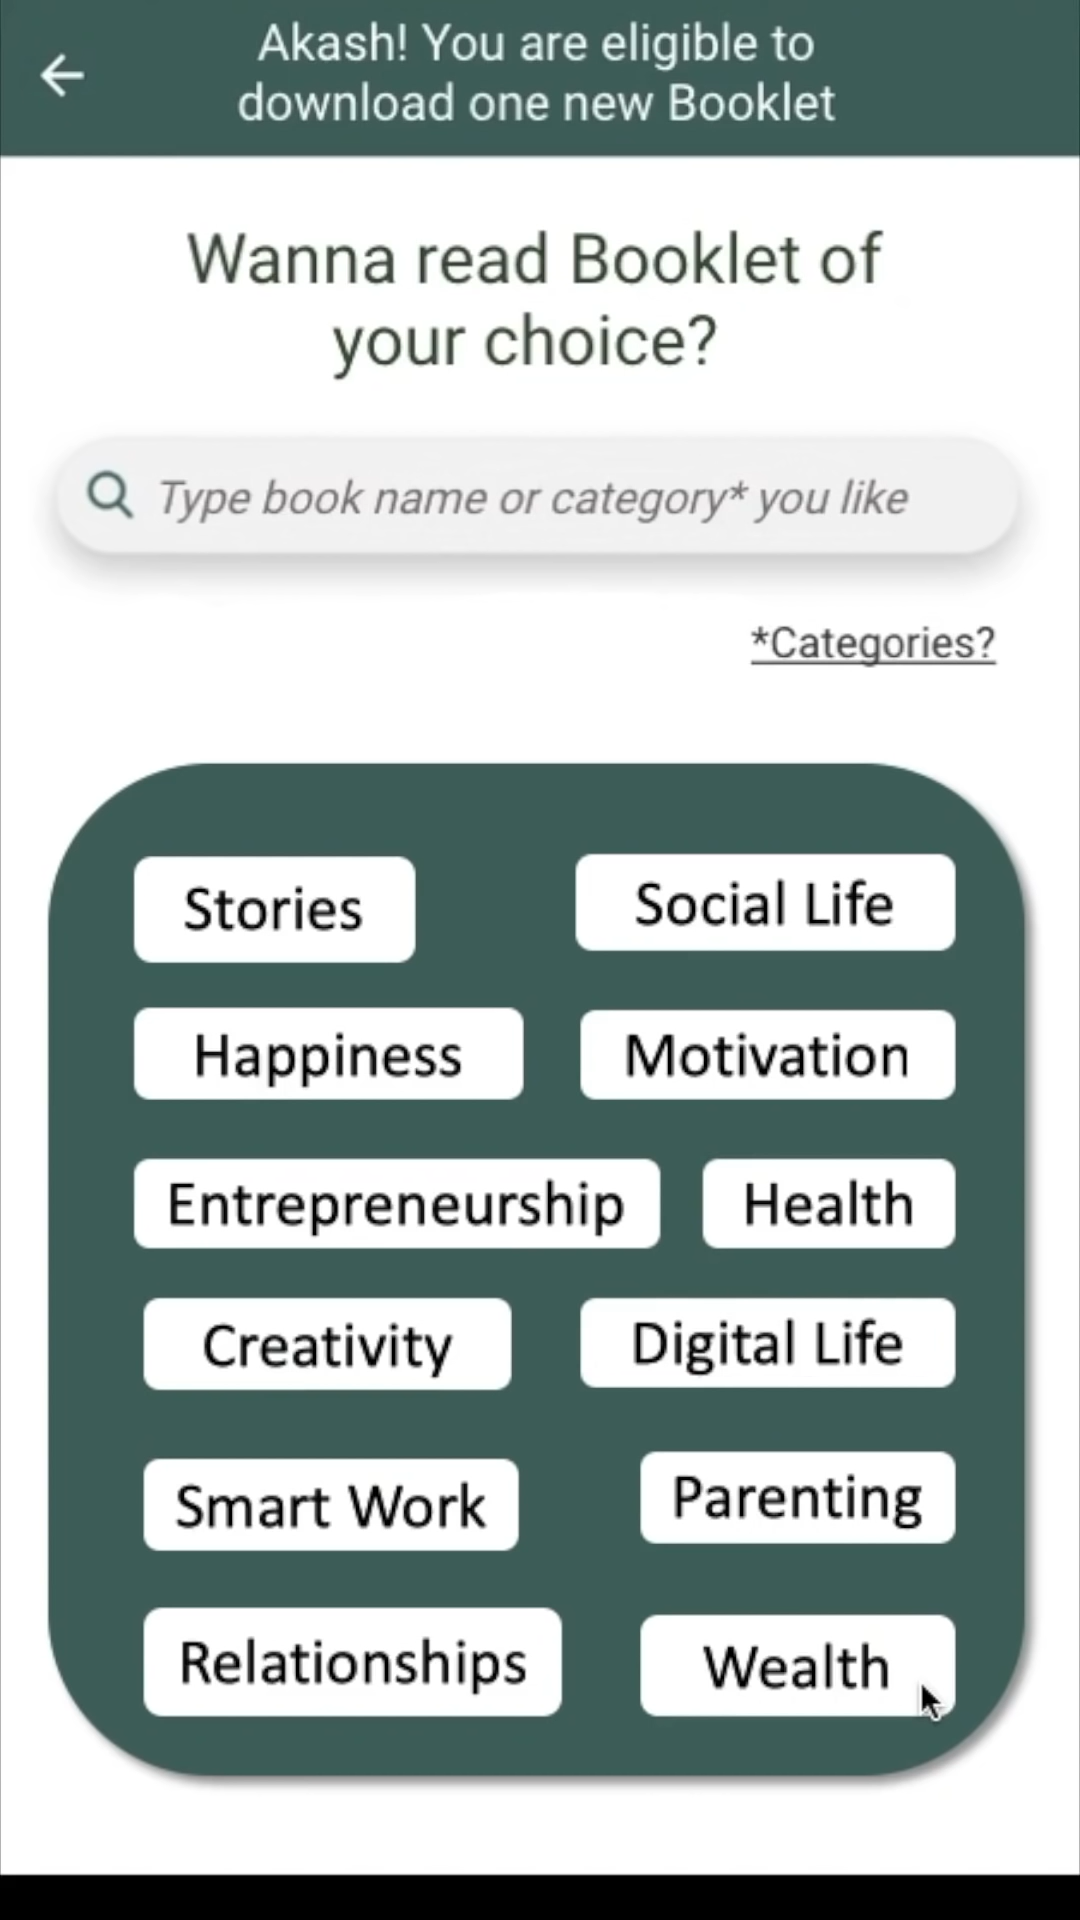 Akash! You are eligible to
download one new Booklet
Wanna read Booklet of
your choice?
Type book name or category* you like
*Categories?
Stories
Social Life
Happiness
Motivation
Entrepreneurship
Health
Creativity
Digital Life
Smart Work
Parenting
Relationships
Wealth